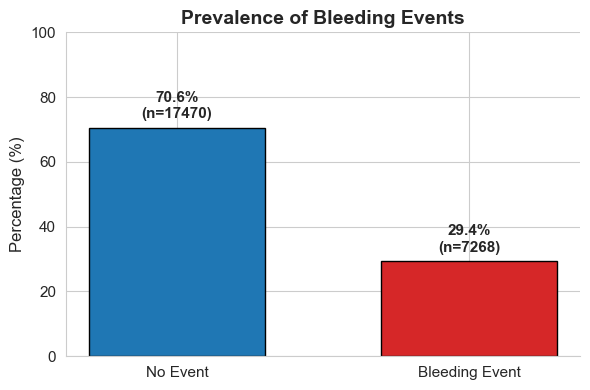 Prevalence of Bleeding Events
Percentage (%)
100
80
60
40
20
0
70.6%
(n=17470)
29.4%
(n=7268)
No Event
Bleeding Event